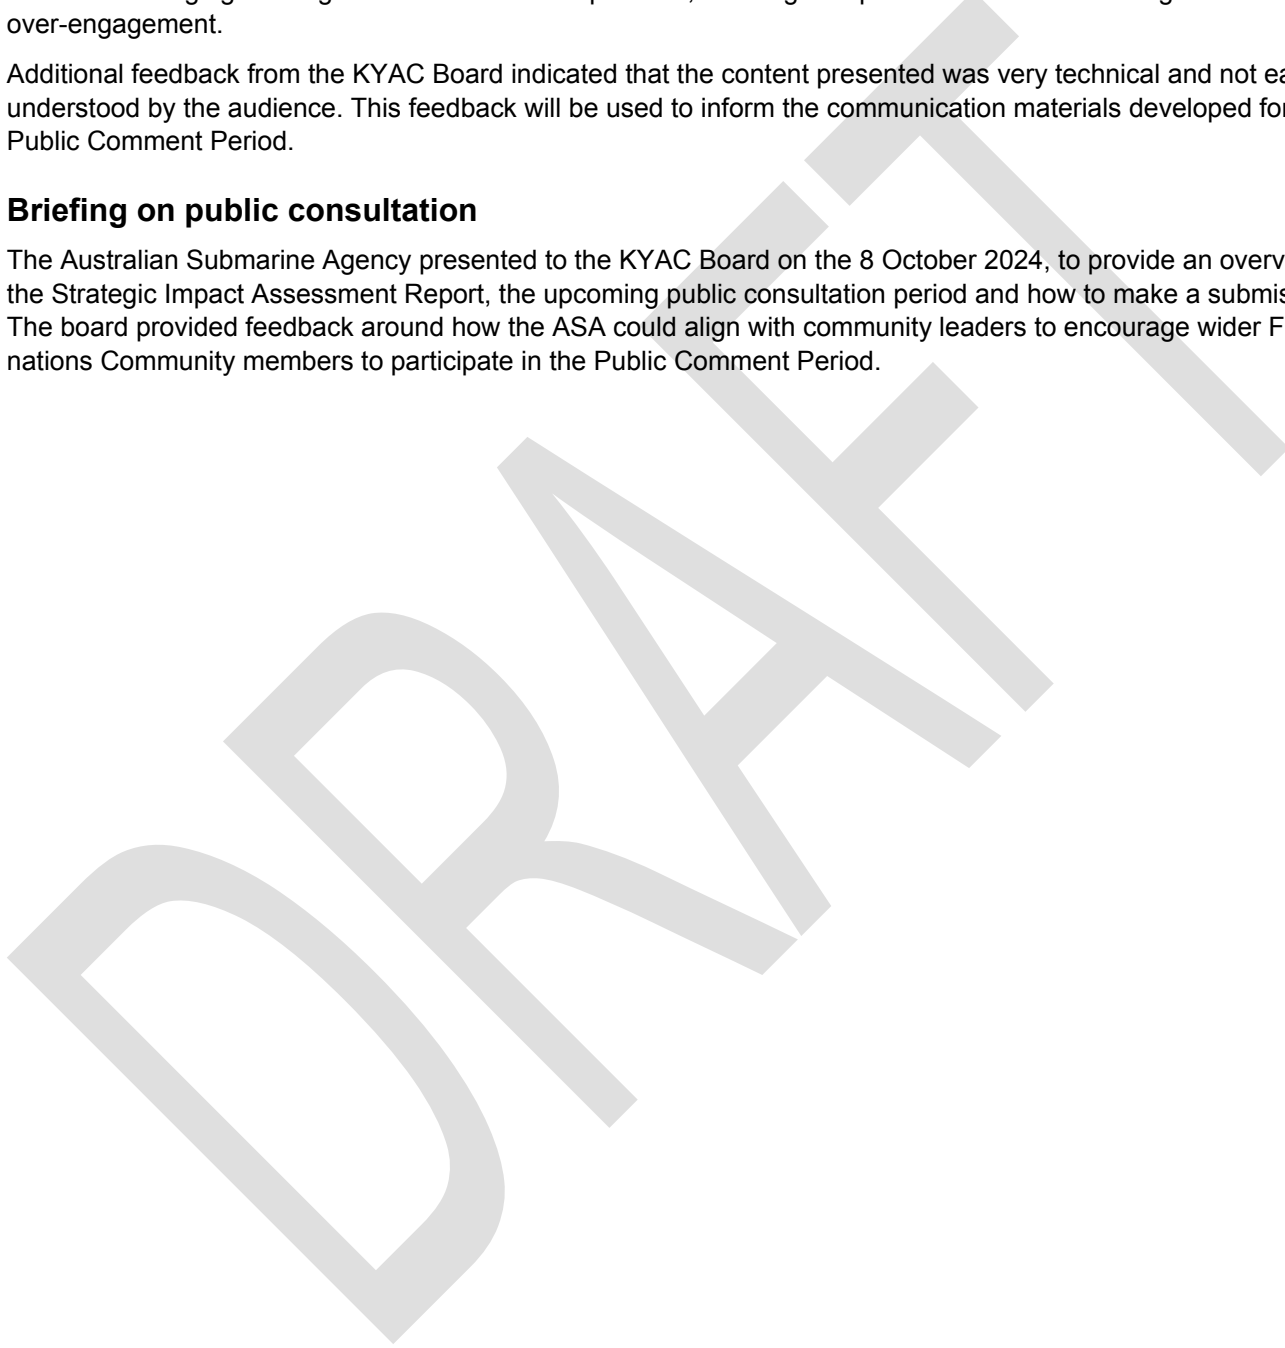 over-engagement.
Additional feedback from the KYAC Board indicated that the content presented was very technical and not
understood by the audience. This feedback will be used to inform the communication materials developed for
Public Comment Period.
Briefing on public consultation
The Australian Submarine Agency presented to the KYAC Board on the 8 October 2024, to provide an
the Strategic Impact Assessment Report, the upcoming public consultation period and how to make a
The board provided feedback around how the ASA could align with community leaders to encourage wider
nations Community members to participate in the Public Comment Period.
DRAFT